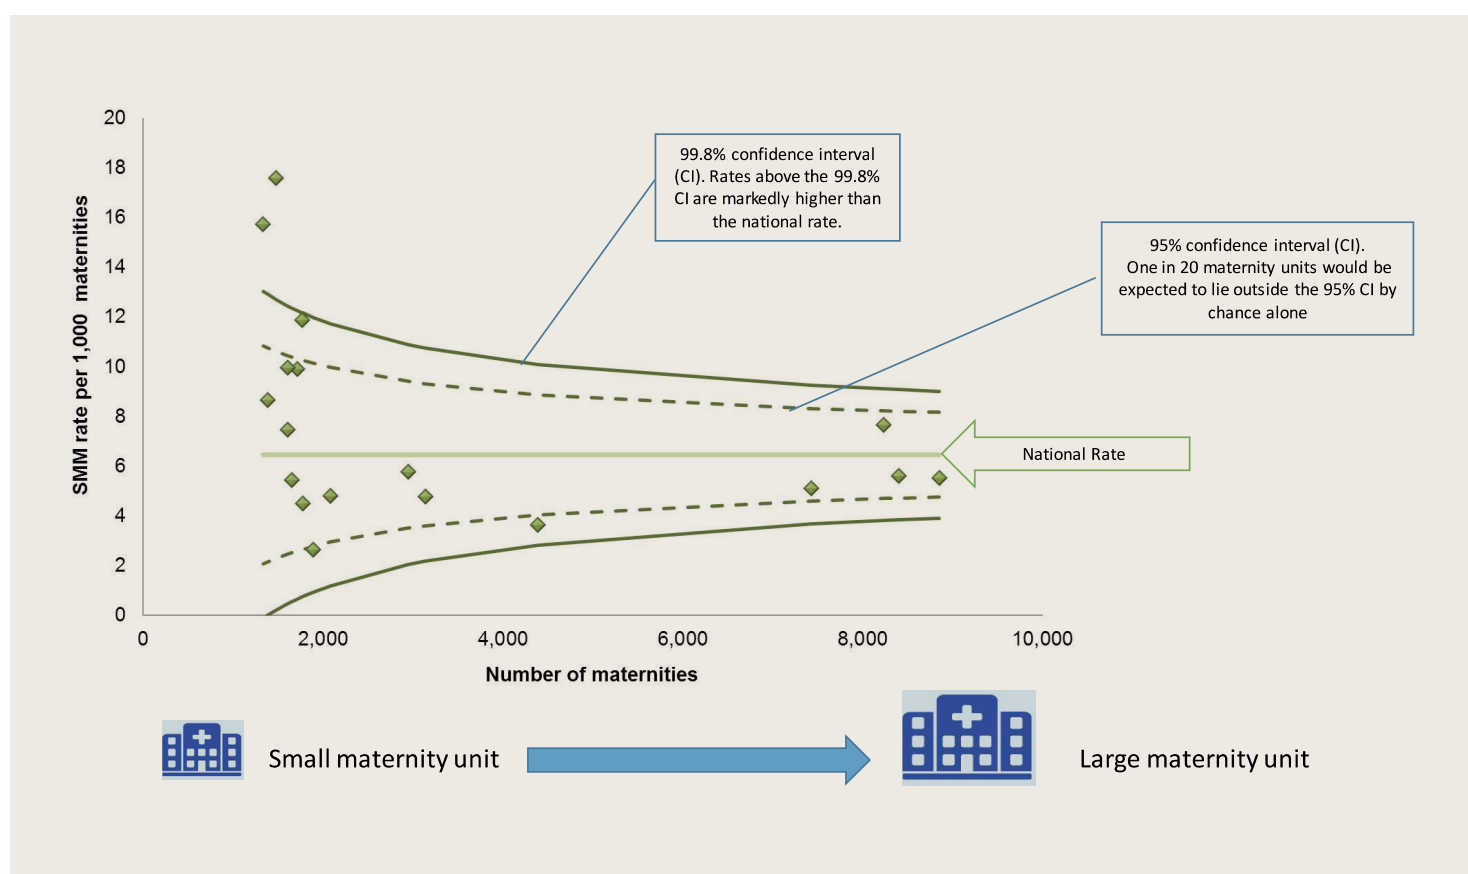 20
18
16
14
12
10
8
6
4
2
0
SMM rate per 1,000 maternities
99.8% confidence interval
(CI). Rates above the 99.8%
CI are markedly higher than
the national rate.
95% confidence interval (CI).
One in 20 maternity units would be
expected to lie outside the 95% CI by
chance alone
National Rate
0 2,000 4,000 6,000 8,000 10,000
Number of maternities
Small maternity unit
Large maternity unit